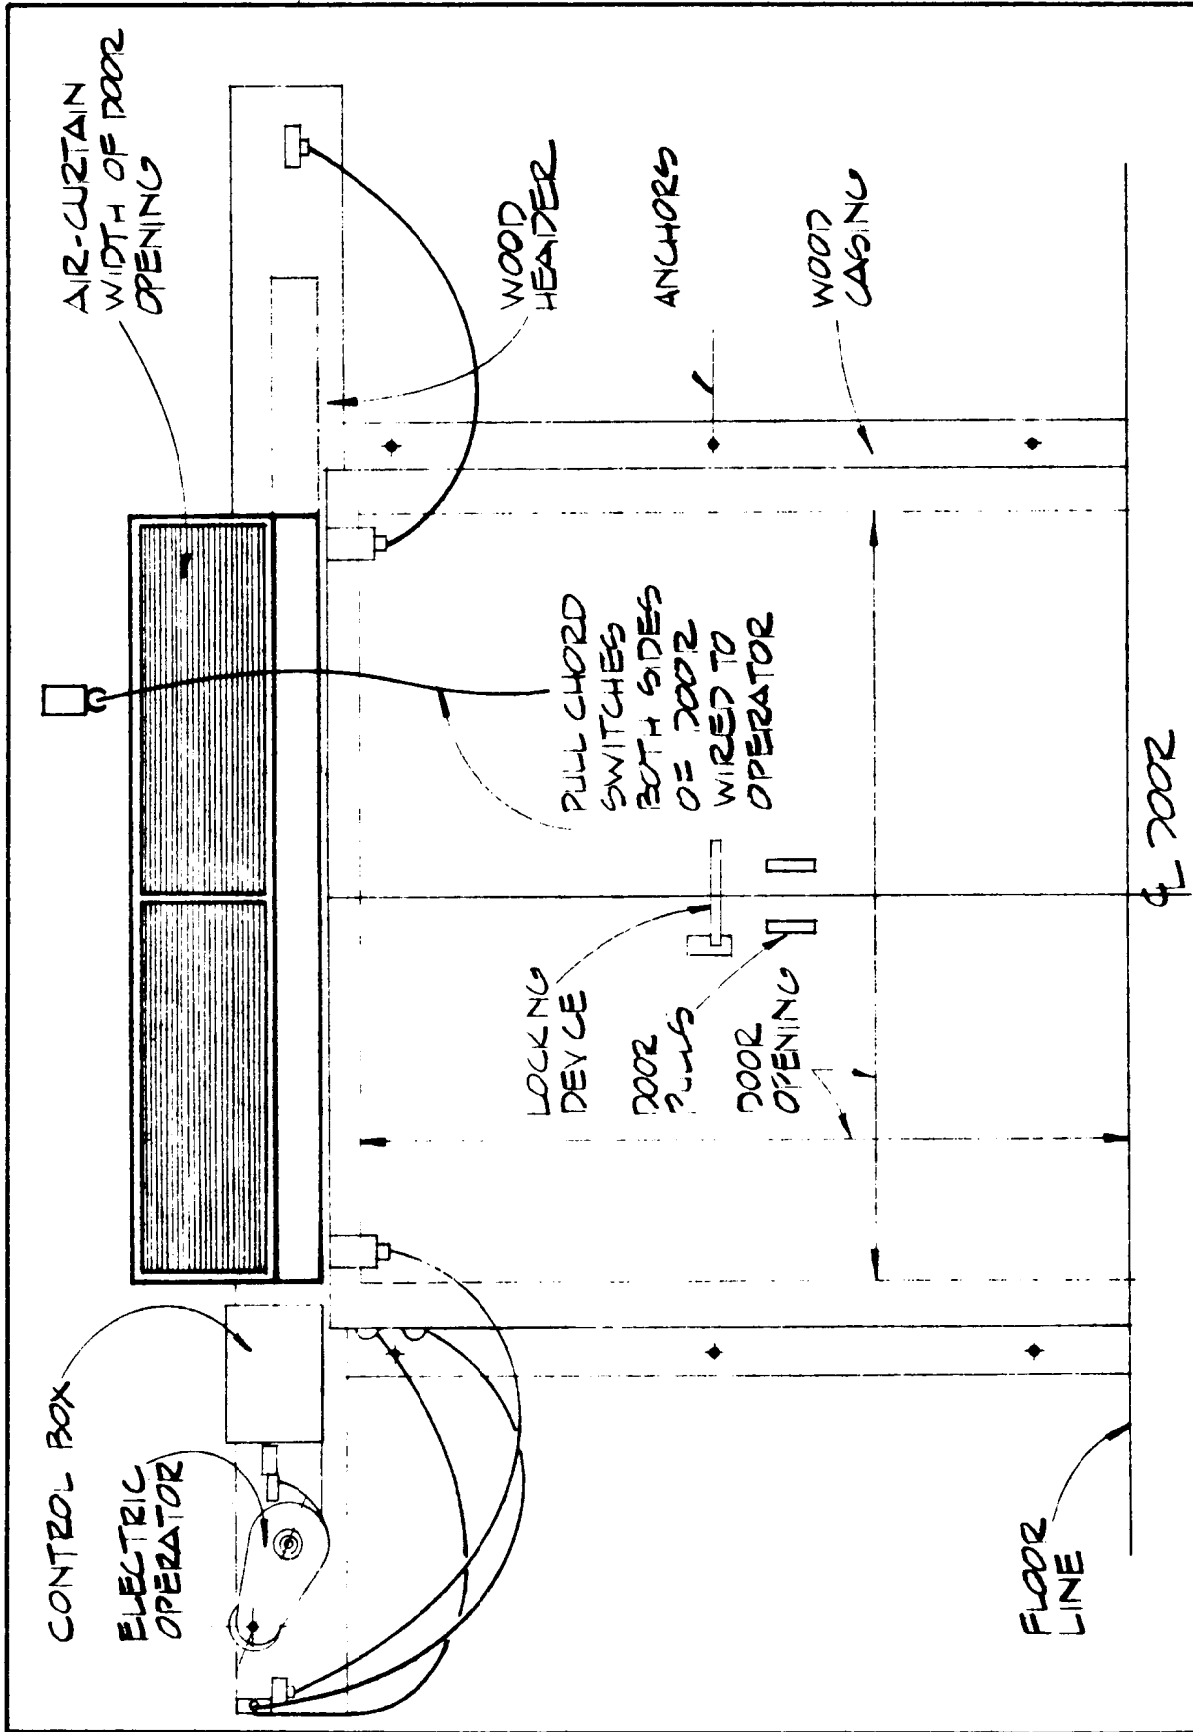 CONTROL BOX
ELECTRIC
OPERATOR
AIR-CURTAIN
WIDTH OF DOOR
OPENING
WOOD
HEADER
ANCHORS
WOOD
CASING
PULL CHORD
SWITCHES
BOTH SIDES
OF DOOR
WIRED TO
OPERATOR
LOCKING
DEVICE
DOOR
PULLS
DOOR
OPENING
FLOOR
LINE
℄ DOOR